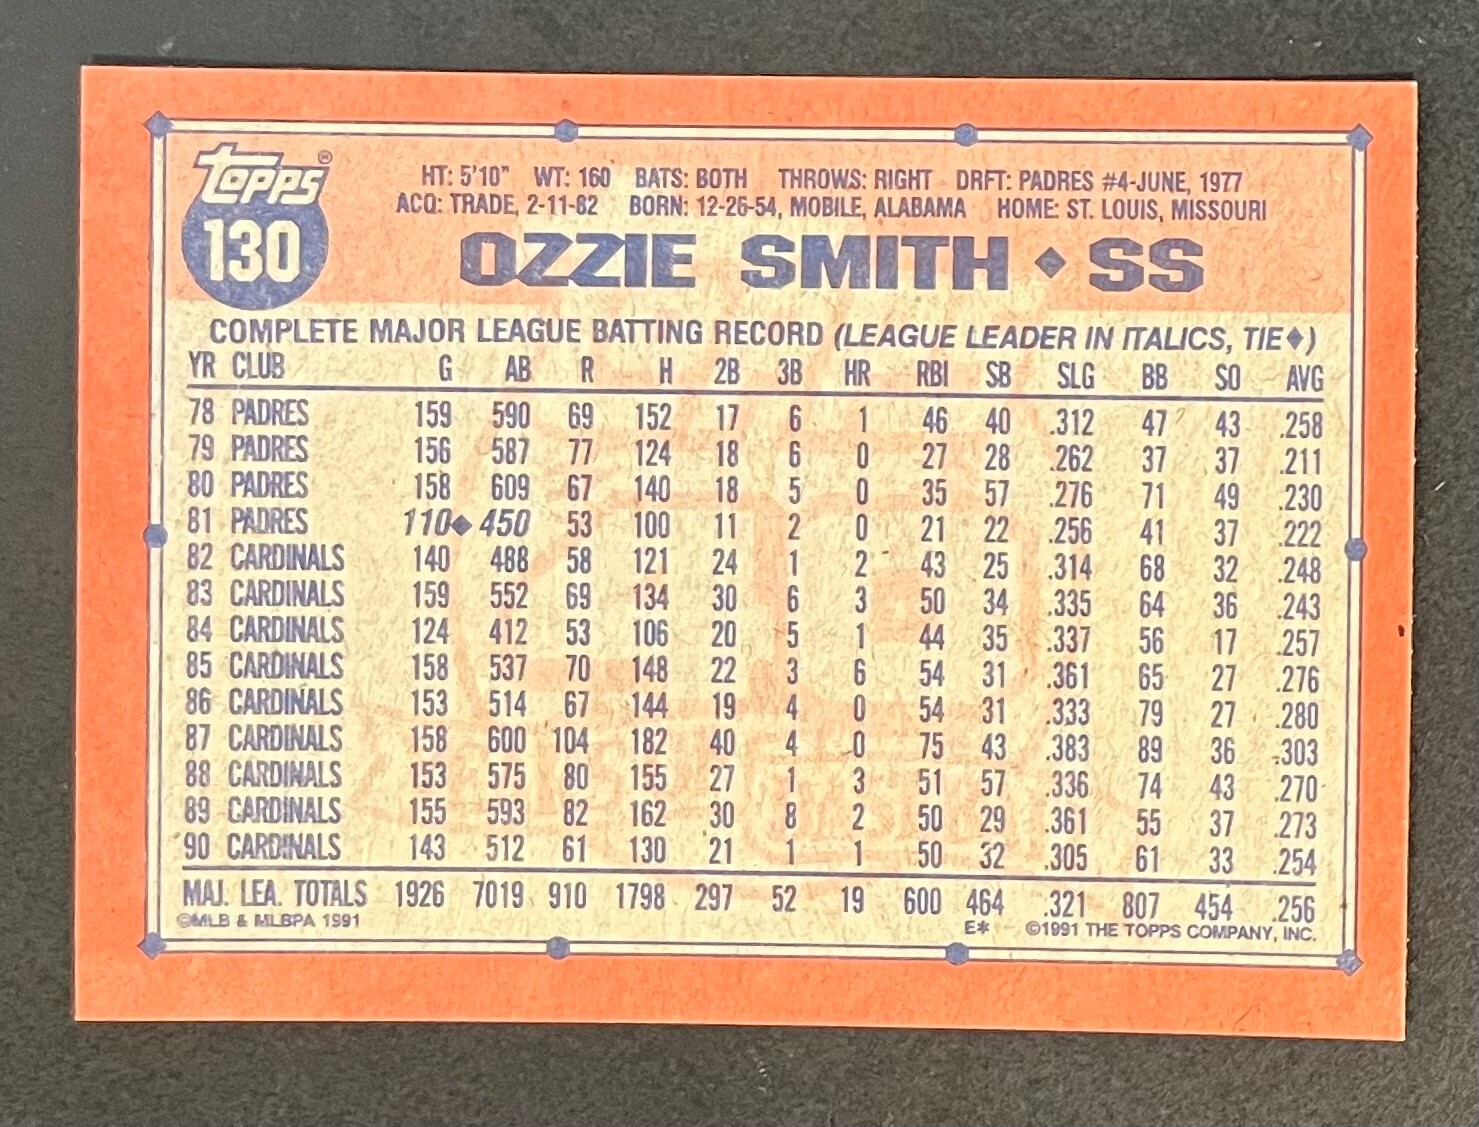 Topps®
130
HT: 5'10" WT: 160 BATS: BOTH THROWS: RIGHT DRFT: PADRES #4-JUNE, 1977
ACQ: TRADE, 2-11-82 BORN: 12-26-54, MOBILE, ALABAMA HOME: ST. LOUIS, MISSOURI
OZZIE SMITH ◆ SS
COMPLETE MAJOR LEAGUE BATTING RECORD (LEAGUE LEADER IN ITALICS, TIE◆)
YR CLUB G AB R H 2B 3B HR RBI SB SLG BB SO AVG
78 PADRES 159 590 69 152 17 6 1 46 40 .312 47 43 .258
79 PADRES 156 587 77 124 18 6 0 27 28 .262 37 37 .211
80 PADRES 158 609 67 140 18 5 0 35 57 .276 71 49 .230
81 PADRES 110◆ 450 53 100 11 2 0 21 22 .256 41 37 .222
82 CARDINALS 140 488 58 121 24 1 2 43 25 .314 68 32 .248
83 CARDINALS 159 552 69 134 30 6 3 50 34 .335 64 36 .243
84 CARDINALS 124 412 53 106 20 5 1 44 35 .337 56 17 .257
85 CARDINALS 158 537 70 148 22 3 6 54 31 .361 65 27 .276
86 CARDINALS 153 514 67 144 19 4 0 54 31 .333 79 27 .280
87 CARDINALS 158 600 104 182 40 4 0 75 43 .383 89 36 .303
88 CARDINALS 153 575 80 155 27 1 3 51 57 .336 74 43 .270
89 CARDINALS 155 593 82 162 30 8 2 50 29 .361 55 37 .273
90 CARDINALS 143 512 61 130 21 1 1 50 32 .305 61 33 .254
MAJ. LEA. TOTALS 1926 7019 910 1798 297 52 19 600 464 .321 807 454 .256
©MLB & MLBPA 1991 E* ©1991 THE TOPPS COMPANY, INC.